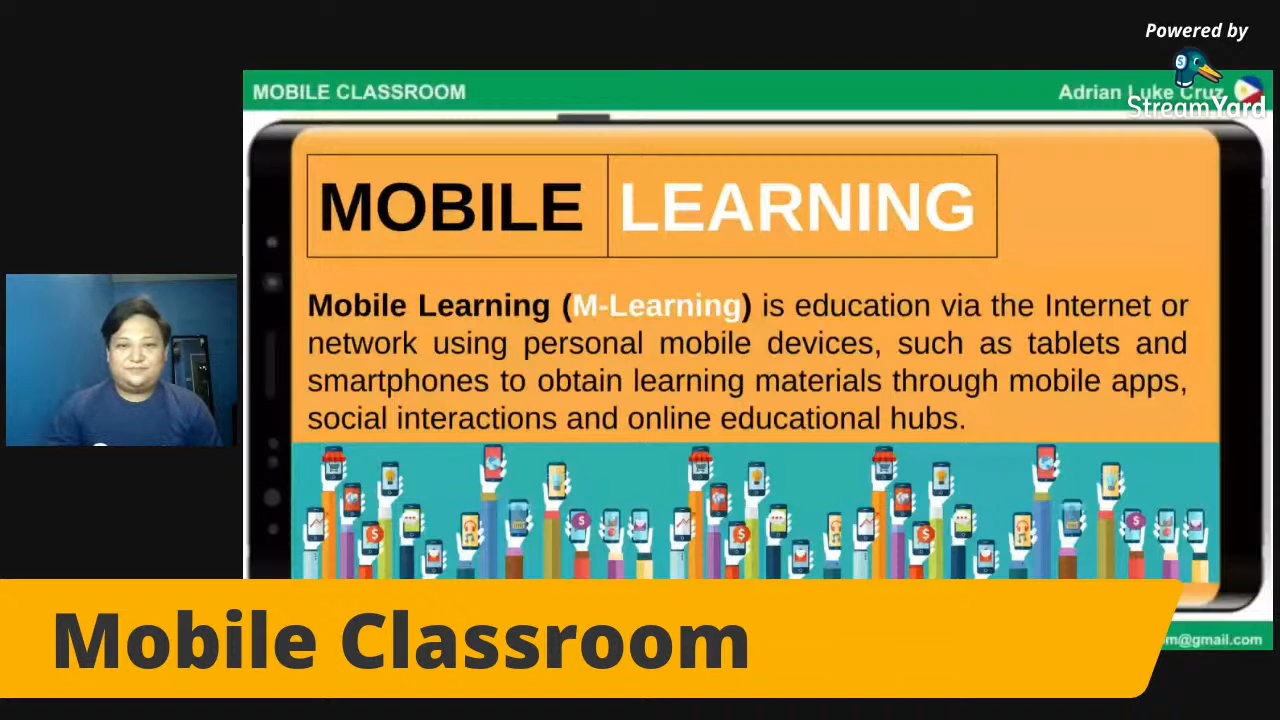 Powered by
StreamYard
MOBILE CLASSROOM
Adrian Luke Cruz
MOBILE LEARNING
Mobile Learning (M-Learning) is education via the Internet or
network using personal mobile devices, such as tablets and
smartphones to obtain learning materials through mobile apps,
social interactions and online educational hubs.
Mobile Classroom
@gmail.com